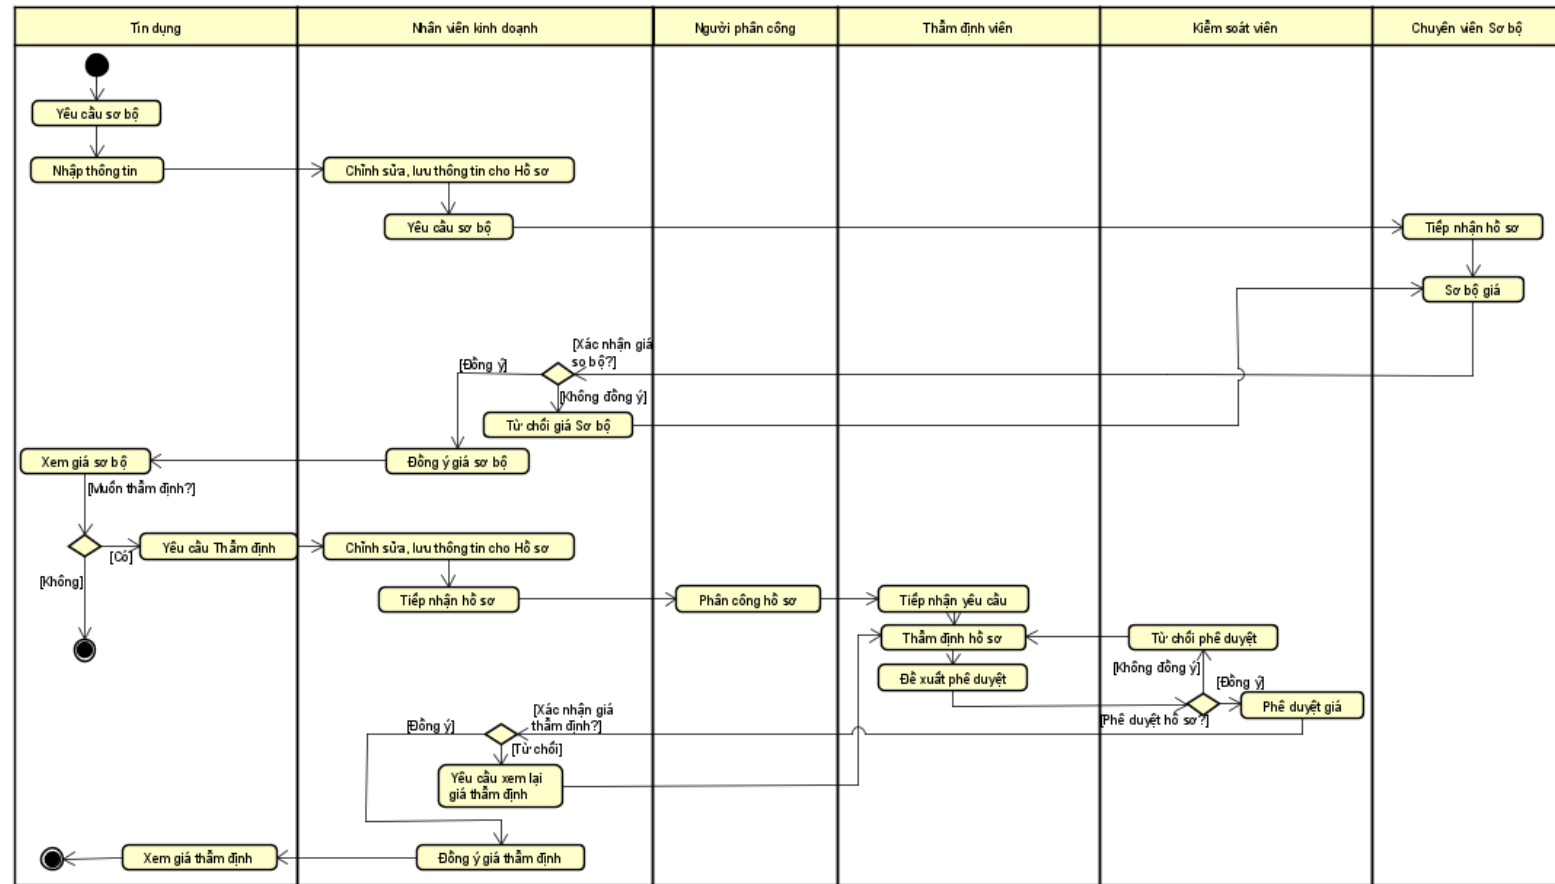 Tín dụng
Nhân viên kinh doạnh
Người phân công
Thẩm định viên
Kiểm soát viên
Chuyên viên Sơ bộ
Yêu cầu sơ bộ
Nhập thông tin
Chỉnh sửa, lưu thông tin cho Hồ sơ
Yêu cầu sơ bộ
Tiếp nhận hồ sơ
Sơ bộ giá
[Xác nhận giá
sơ bộ?]
[Đồng ý]
[Không đồng ý]
Từ chối giá Sơ bộ
Xem giá sơ bộ
Đồng ý giá sơ bộ
[Muốn thẩm định?]
[Có]
Yêu cầu Thẩm định
Chỉnh sửa, lưu thông tin cho Hồ sơ
[Không]
Tiếp nhận hồ sơ
Phân công hồ sơ
Tiếp nhận yêu cầu
Thẩm định hồ sơ
Từ chối phê duyệt
[Không đồng ý]
Đề xuất phê duyệt
[Đồng ý]
Phê duyệt giá
[Phê duyệt hồ sơ?]
[Xác nhận giá
thẩm định?]
[Đồng ý]
[Từ chối]
Yêu cầu xem lại
giá thẩm định
Xem giá thẩm định
Đồng ý giá thẩm định